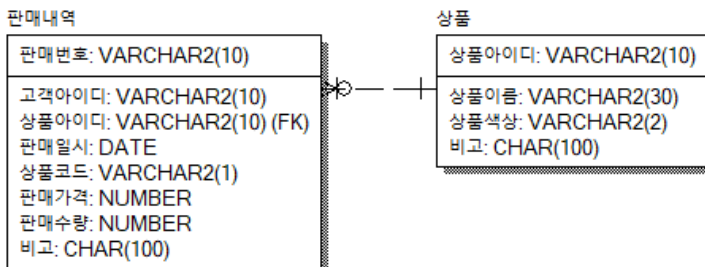 판매내역
판매번호: VARCHAR2(10)
고객아이디: VARCHAR2(10)
상품아이디: VARCHAR2(10) (FK)
판매일시: DATE
상품코드: VARCHAR2(1)
판매가격: NUMBER
판매수량: NUMBER
비고: CHAR(100)
상품
상품아이디: VARCHAR2(10)
상품이름: VARCHAR2(30)
상품색상: VARCHAR2(2)
비고: CHAR(100)